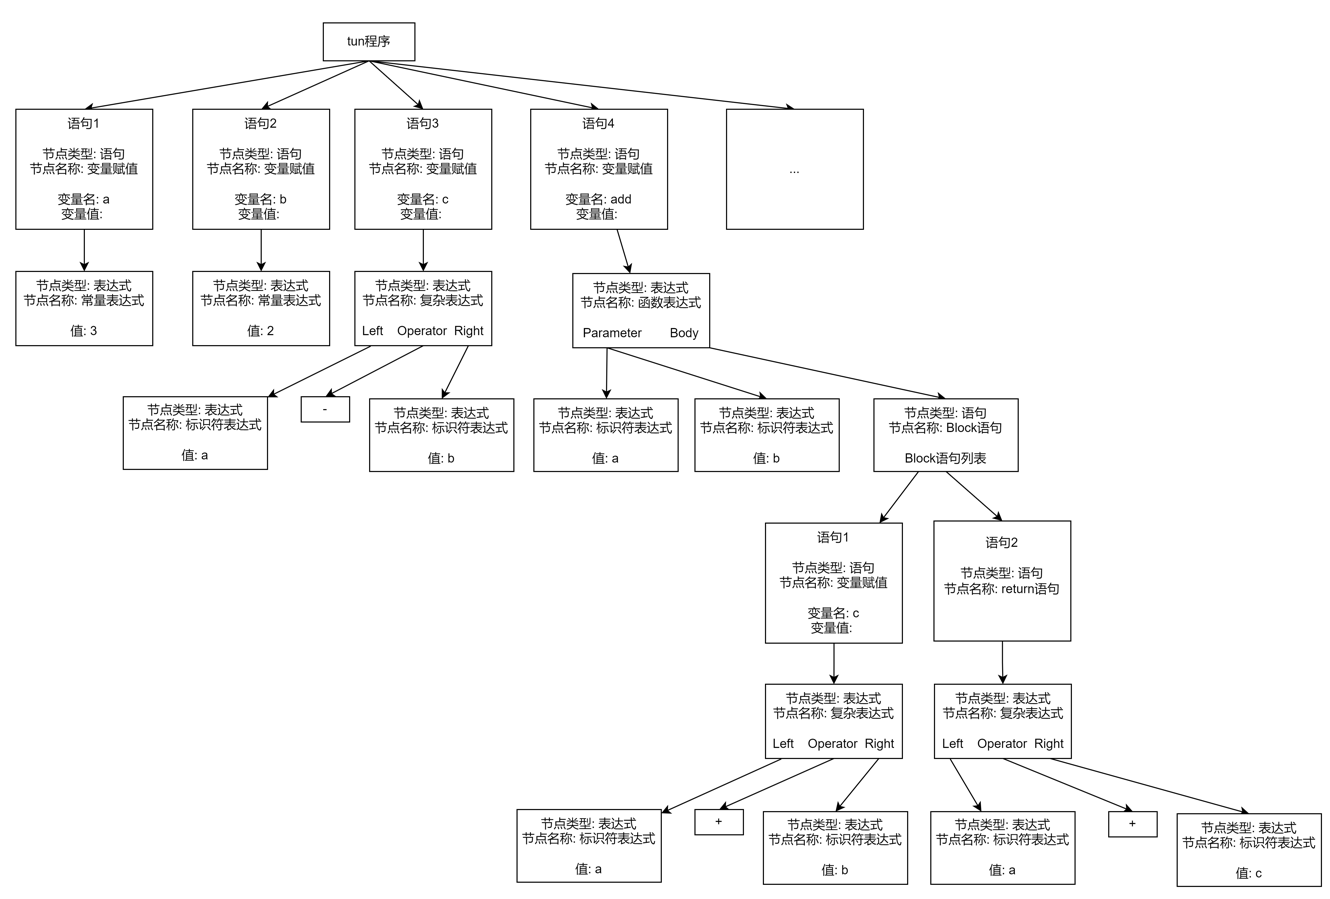 tun程序
语句1
节点类型: 语句
节点名称: 变量赋值
变量名: a
变量值:
语句2
节点类型: 语句
节点名称: 变量赋值
变量名: b
变量值:
语句3
节点类型: 语句
节点名称: 变量赋值
变量名: c
变量值:
语句4
节点类型: 语句
节点名称: 变量赋值
变量名: add
变量值:
...
节点类型: 表达式
节点名称: 常量表达式
值: 3
节点类型: 表达式
节点名称: 常量表达式
值: 2
节点类型: 表达式
节点名称: 复杂表达式
Left Operator Right
节点类型: 表达式
节点名称: 函数表达式
Parameter Body
节点类型: 表达式
节点名称: 标识符表达式
值: a
-
节点类型: 表达式
节点名称: 标识符表达式
值: b
节点类型: 表达式
节点名称: 标识符表达式
值: a
节点类型: 表达式
节点名称: 标识符表达式
值: b
节点类型: 语句
节点名称: Block语句
Block语句列表
语句1
节点类型: 语句
节点名称: 变量赋值
变量名: c
变量值:
语句2
节点类型: 语句
节点名称: return语句
节点类型: 表达式
节点名称: 复杂表达式
Left Operator Right
节点类型: 表达式
节点名称: 复杂表达式
Left Operator Right
节点类型: 表达式
节点名称: 标识符表达式
值: a
+
节点类型: 表达式
节点名称: 标识符表达式
值: b
节点类型: 表达式
节点名称: 标识符表达式
值: a
+
节点类型: 表达式
节点名称: 标识符表达式
值: c